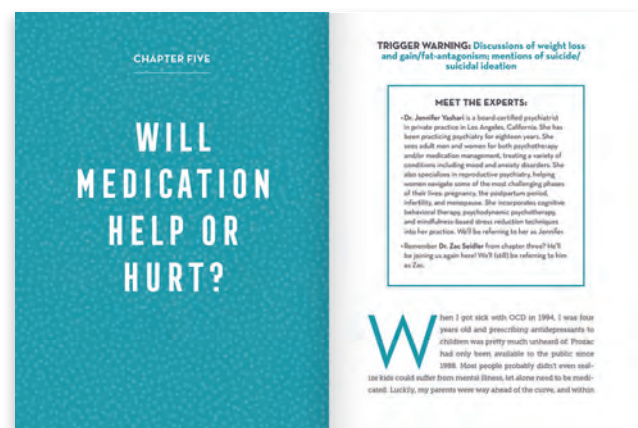 CHAPTER FIVE
WILL
MEDICATION
HELP OR
HURT?
TRIGGER WARNING: Discussions of weight loss
and gain/fat-antagonism; mentions of suicide/
suicidal ideation
MEET THE EXPERTS:
•Dr. Jennifer Yashari is a board-certified psychiatrist
in private practice in Los Angeles, California. She has
been practicing psychiatry for eighteen years. She
sees adult men and women for both psychotherapy
and/or medication management, treating a variety of
conditions including mood and anxiety disorders. She
also specializes in reproductive psychiatry, helping
women navigate some of the most challenging phases
of their lives: pregnancy, the postpartum period,
infertility, and menopause. She incorporates cognitive
behavioral therapy, psychodynamic psychotherapy,
and mindfulness-based stress reduction techniques
into her practice. We'll be referring to her as Jennifer.
•Remember Dr. Zac Seidler from chapter three? He'll
be joining us again here! We'll (still) be referring to him
as Zac.
When I got sick with OCD in 1994, I was four
years old and prescribing antidepressants to
children was pretty much unheard of. Prozac
had only been available to the public since
1988. Most people probably didn't even real-
ize kids could suffer from mental illness, let alone need to be medi-
cated. Luckily, my parents were way ahead of the curve, and within